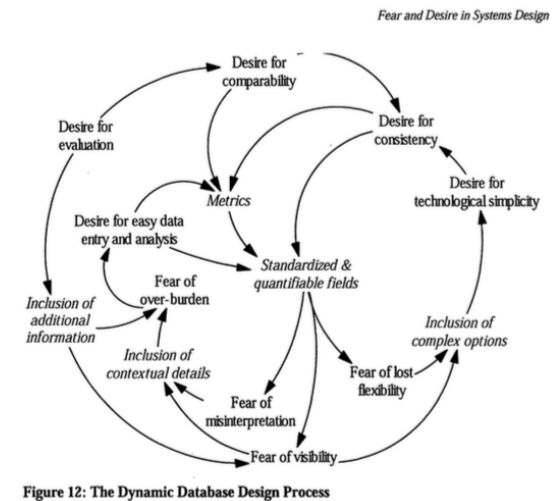 Fear and Desire in Systems Design
Desire for
comparability
Desire for
evaluation
Desire for
consistency
Desire for
technological simplicity
Metrics
Desire for easy data
entry and analysis
Standardized &
quantifiable fields
Fear of
over-burden
Inclusion of
additional
information
Inclusion of
complex options
Inclusion of
contextual details
Fear of lost
flexibility
Fear of
misinterpretation
Fear of visibility
Figure 12: The Dynamic Database Design Process